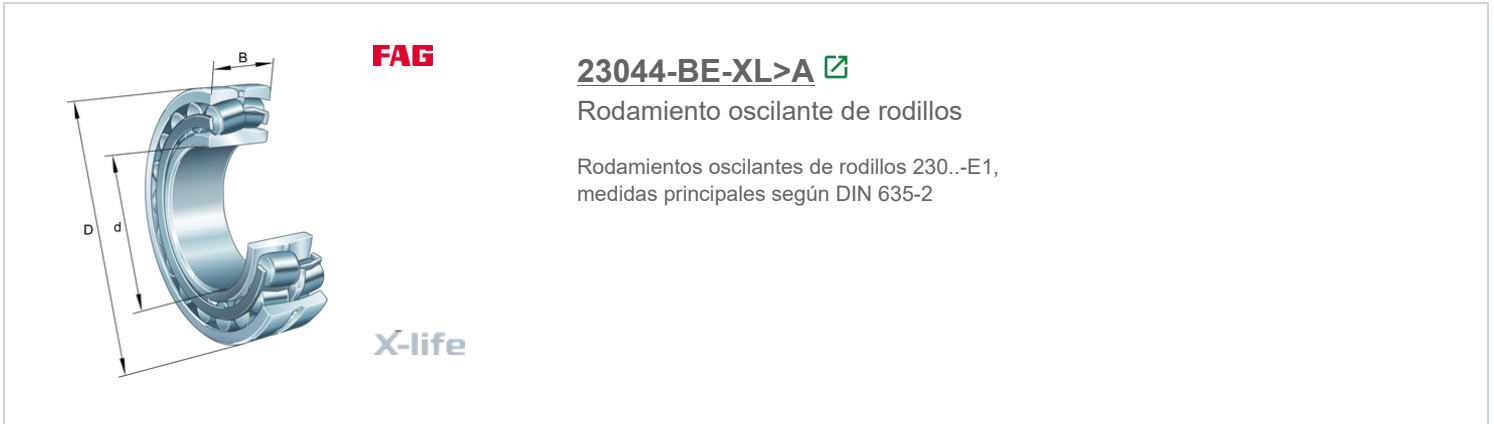 B
D
d
FAG
X-life
23044-BE-XL>A
Rodamiento oscilante de rodillos
Rodamientos oscilantes de rodillos 230..-E1,
medidas principales según DIN 635-2